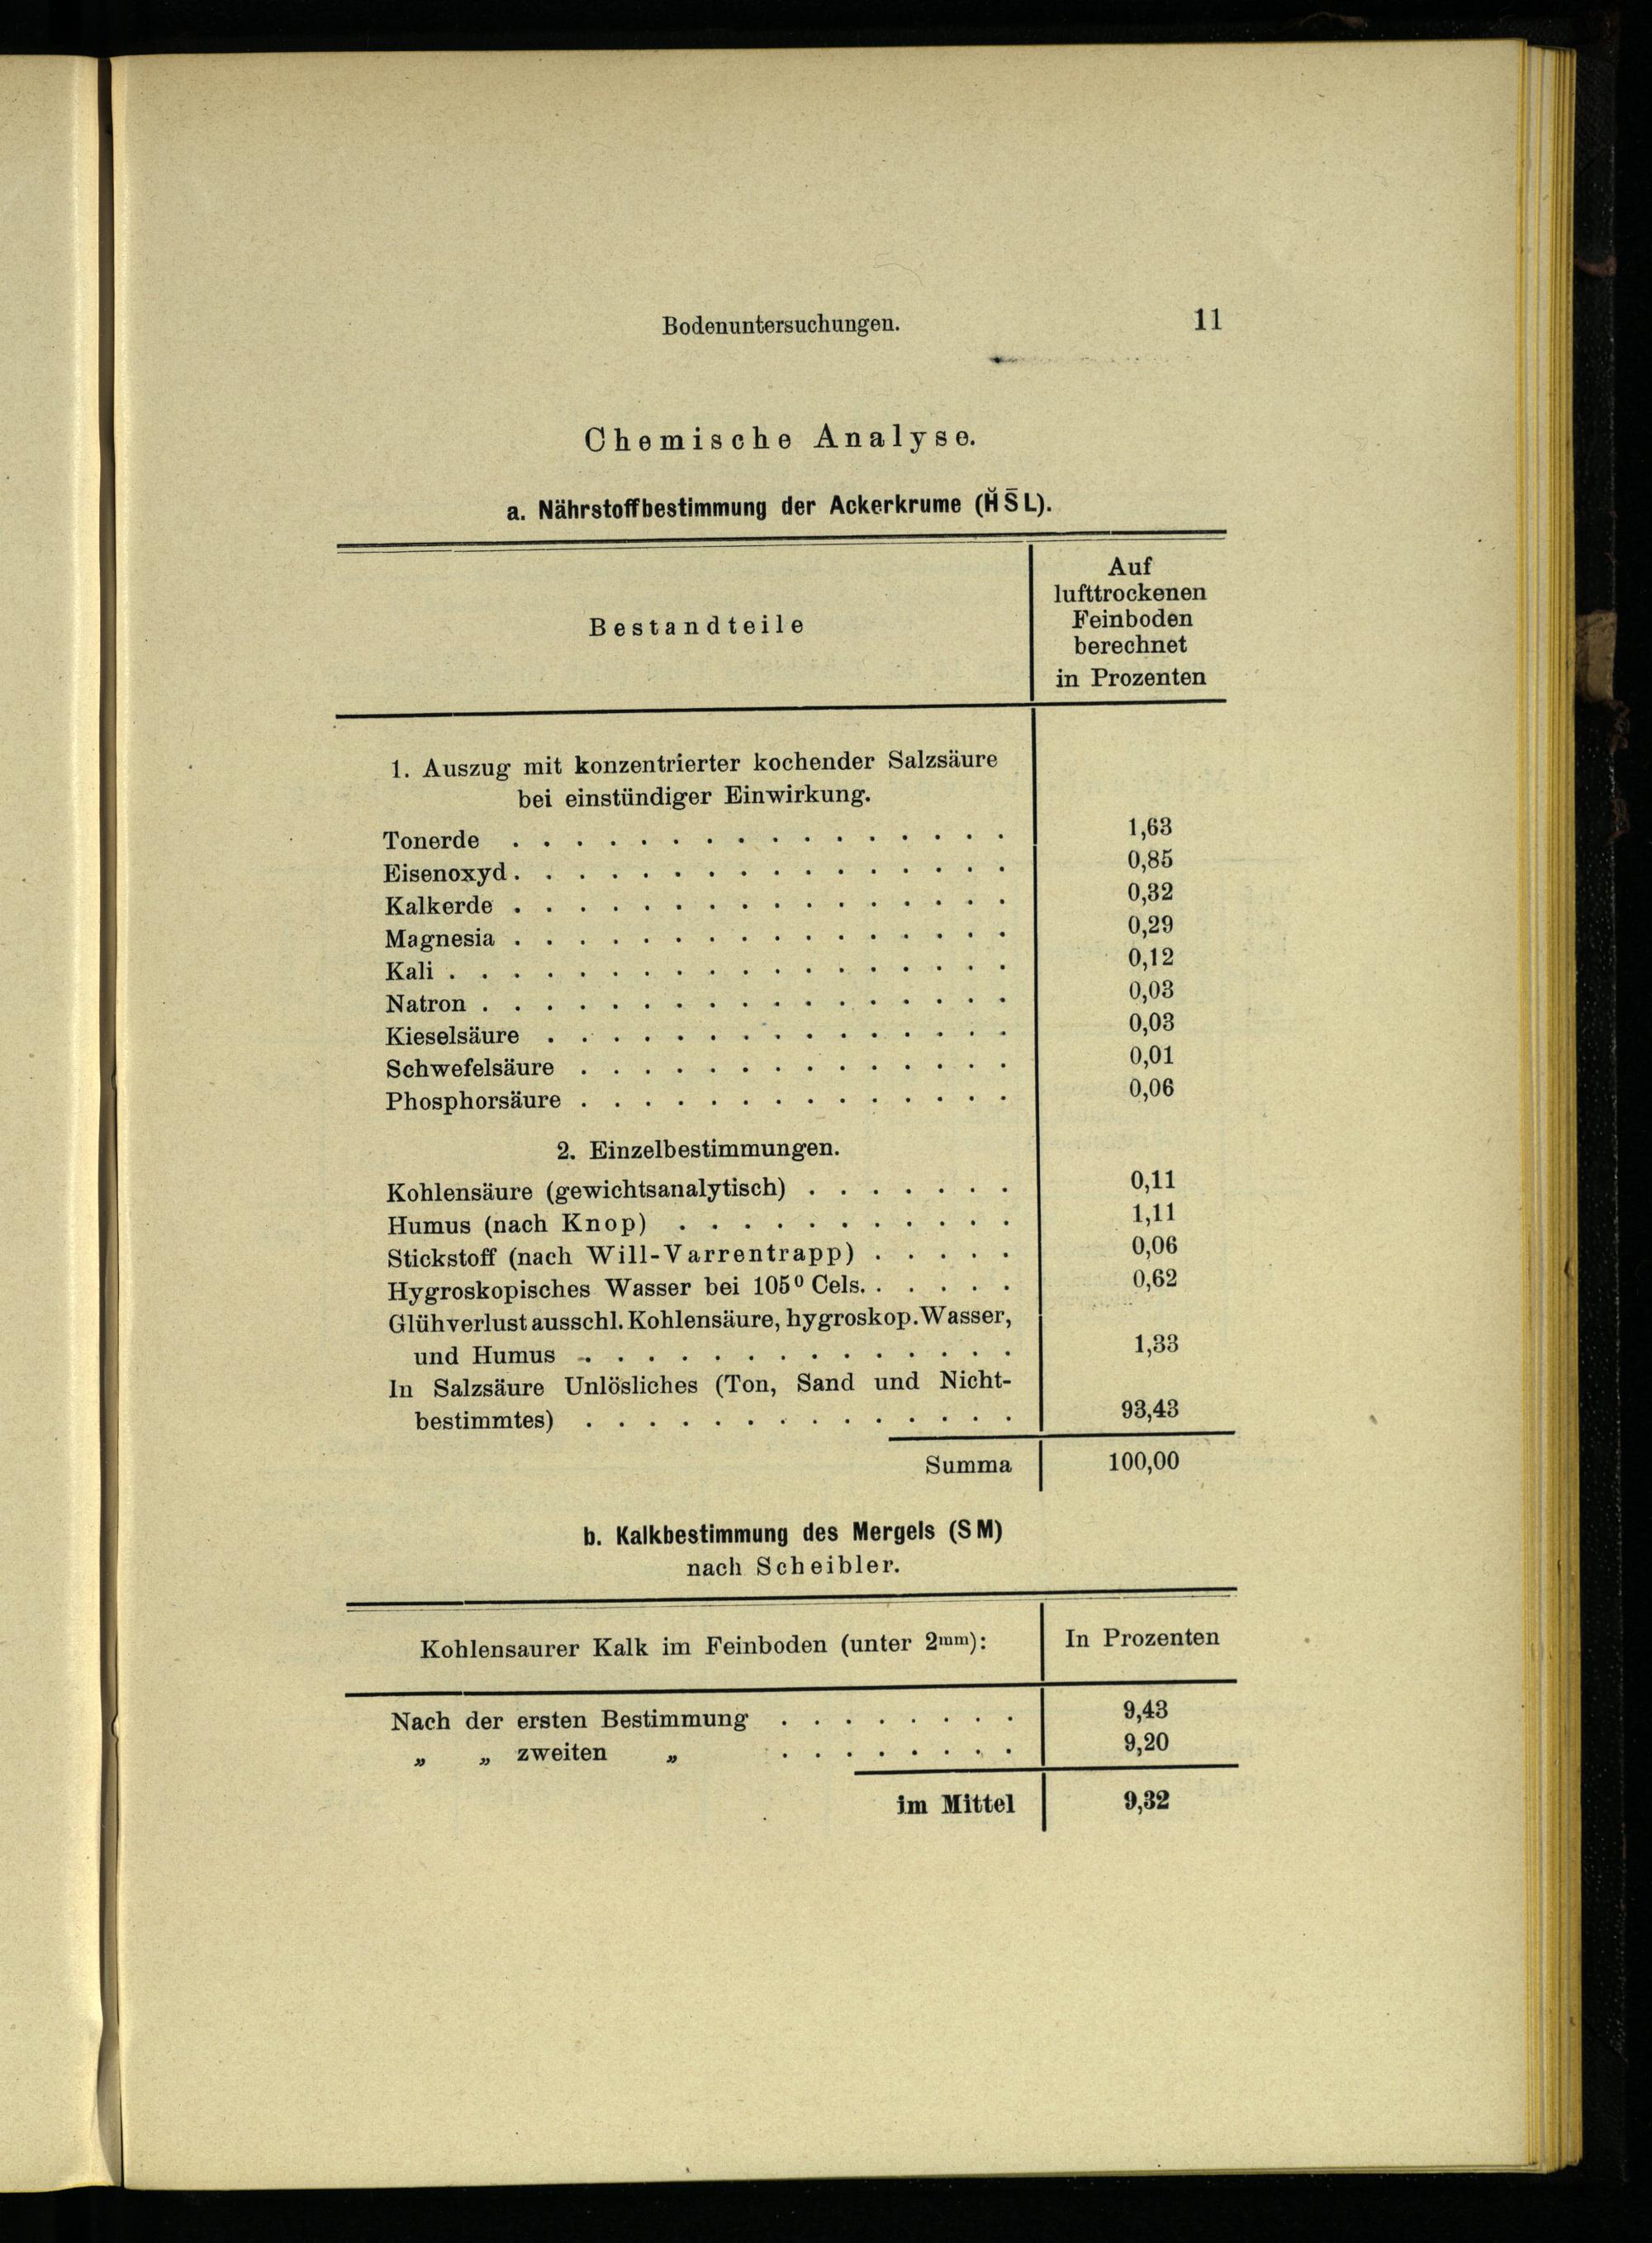 Bodenuntersuchungen. 11
Chemische Analyse.
a. Nährstoffbestimmung der Ackerkrume (H̆S̄L).
Bestandteile
Auf
lufttrockenen
Feinboden
berechnet
in Prozenten
1. Auszug mit konzentrierter kochender Salzsäure
bei einstündiger Einwirkung.
Tonerde . . . . . . . . . . . . . . . . 1,63
Eisenoxyd . . . . . . . . . . . . . . . . 0,85
Kalkerde . . . . . . . . . . . . . . . . 0,32
Magnesia . . . . . . . . . . . . . . . . 0,29
Kali . . . . . . . . . . . . . . . . . . 0,12
Natron . . . . . . . . . . . . . . . . . 0,03
Kieselsäure . . . . . . . . . . . . . . . 0,03
Schwefelsäure . . . . . . . . . . . . . . 0,01
Phosphorsäure . . . . . . . . . . . . . . 0,06
2. Einzelbestimmungen.
Kohlensäure (gewichtsanalytisch) . . . . . . . 0,11
Humus (nach Knop) . . . . . . . . . . . 1,11
Stickstoff (nach Will-Varrentrapp) . . . . . 0,06
Hygroskopisches Wasser bei 105⁰ Cels. . . . . . 0,62
Glühverlust ausschl. Kohlensäure, hygroskop. Wasser,
und Humus . . . . . . . . . . . . . . 1,33
In Salzsäure Unlösliches (Ton, Sand und Nicht-
bestimmtes) . . . . . . . . . . . . . . 93,43
Summa 100,00
b. Kalkbestimmung des Mergels (SM)
nach Scheibler.
Kohlensaurer Kalk im Feinboden (unter 2mm): In Prozenten
Nach der ersten Bestimmung . . . . . . . . 9,43
„ „ zweiten „ . . . . . . . . 9,20
im Mittel 9,32